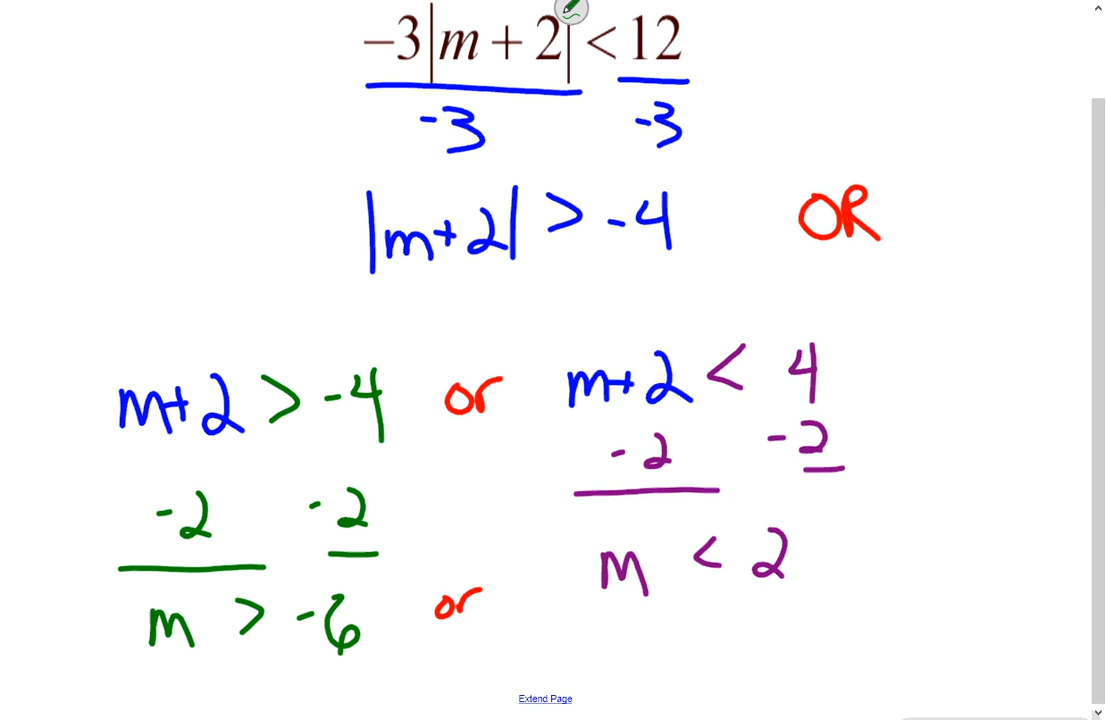 −3|m + 2| < 12
-3 -3
|m+2| > -4 OR
m+2 > -4 or m+2 < 4
-2 -2 -2 -2
m > -6 or m < 2
Extend Page